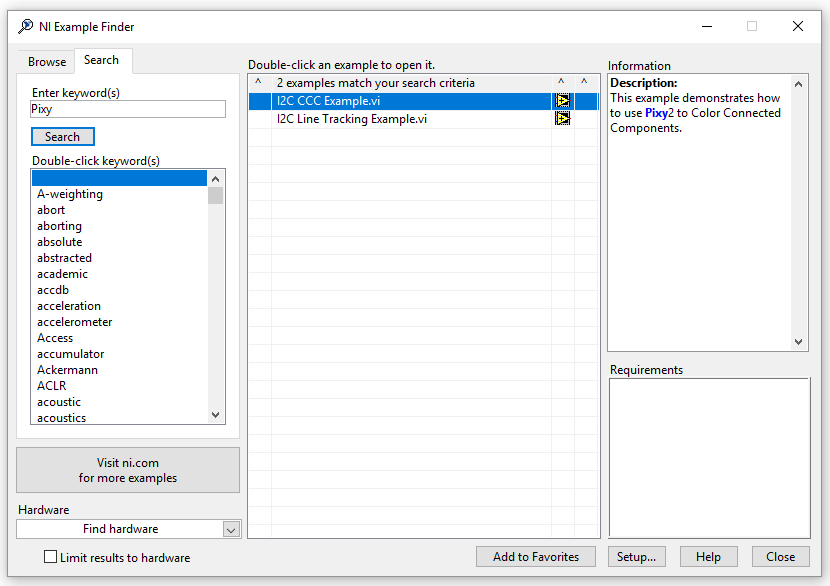 NI Example Finder
Browse
Search
Enter keyword(s)
Pixy
Search
Double-click keyword(s)
A-weighting
abort
aborting
absolute
abstracted
academic
accdb
acceleration
accelerometer
Access
accumulator
Ackermann
ACLR
acoustic
acoustics
Visit ni.com
for more examples
Hardware
Find hardware
Limit results to hardware
Double-click an example to open it.
^ 2 examples match your search criteria ^ ^
I2C CCC Example.vi
I2C Line Tracking Example.vi
Information
Description:
This example demonstrates how
to use Pixy2 to Color Connected
Components.
Requirements
Add to Favorites
Setup...
Help
Close